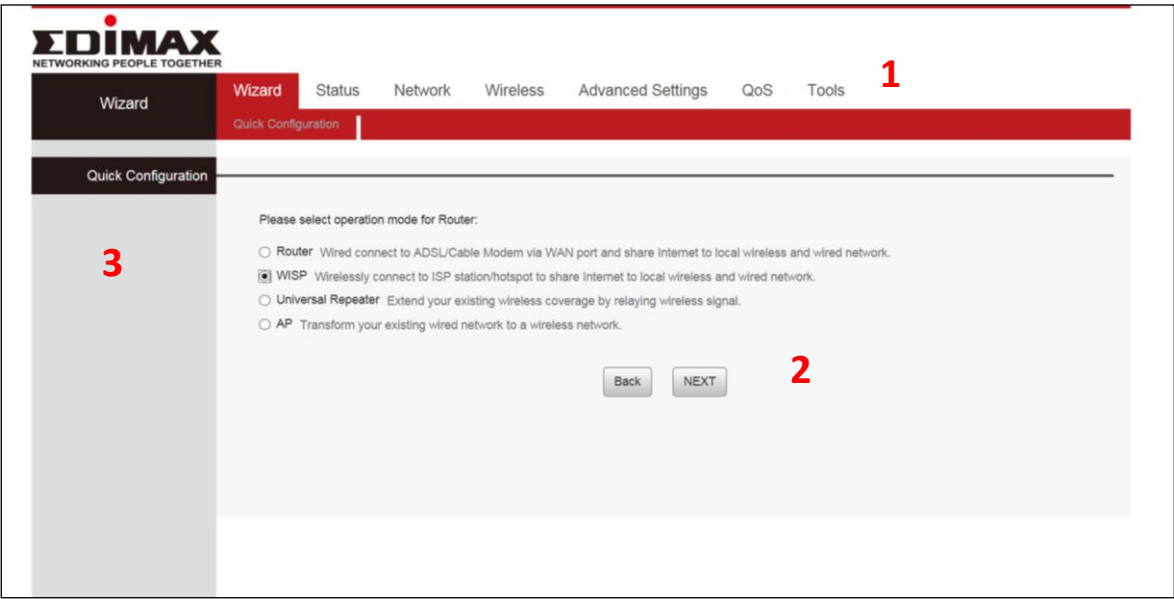 EDiMAX
NETWORKING PEOPLE TOGETHER
Wizard
Wizard Status Network Wireless Advanced Settings QoS Tools 1
Quick Configuration
Quick Configuration
Please select operation mode for Router:
Router Wired connect to ADSL/Cable Modem via WAN port and share Internet to local wireless and wired network.
3
WISP Wirelessly connect to ISP station/hotspot to share Internet to local wireless and wired network.
Universal Repeater Extend your existing wireless coverage by relaying wireless signal.
AP Transform your existing wired network to a wireless network.
Back NEXT 2